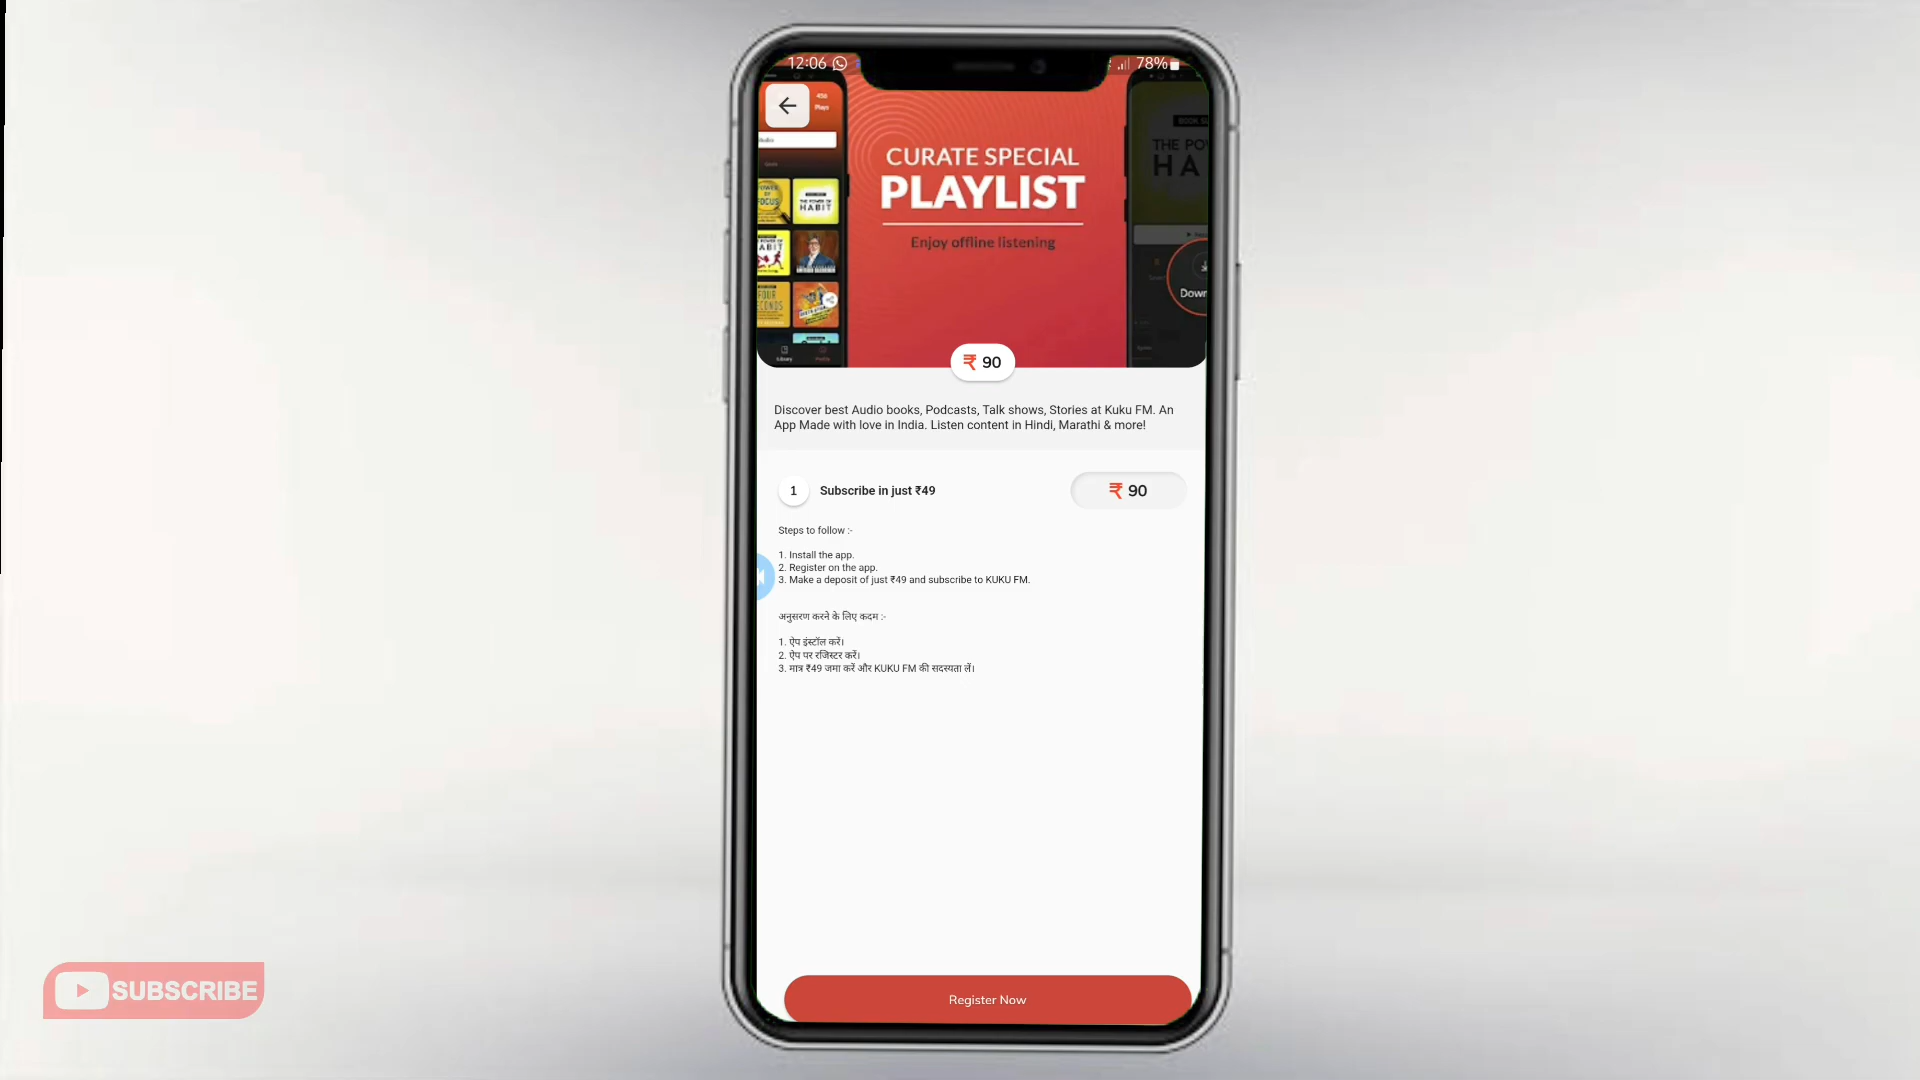 12:06
78%
CURATE SPECIAL
PLAYLIST
Enjoy offline listening
THE POW
HA
HABIT
Down
₹ 90
Discover best Audio books, Podcasts, Talk shows, Stories at Kuku FM. An
App Made with love in India. Listen content in Hindi, Marathi & more!
1 Subscribe in just ₹49 ₹ 90
Steps to follow :-
1. Install the app.
2. Register on the app.
3. Make a deposit of just ₹49 and subscribe to KUKU FM.
अनुसरण करने के लिए कदम :-
1. ऐप इंस्टॉल करें।
2. ऐप पर रजिस्टर करें।
3. मात्र ₹49 जमा करें और KUKU FM की सदस्यता लें।
Register Now
SUBSCRIBE